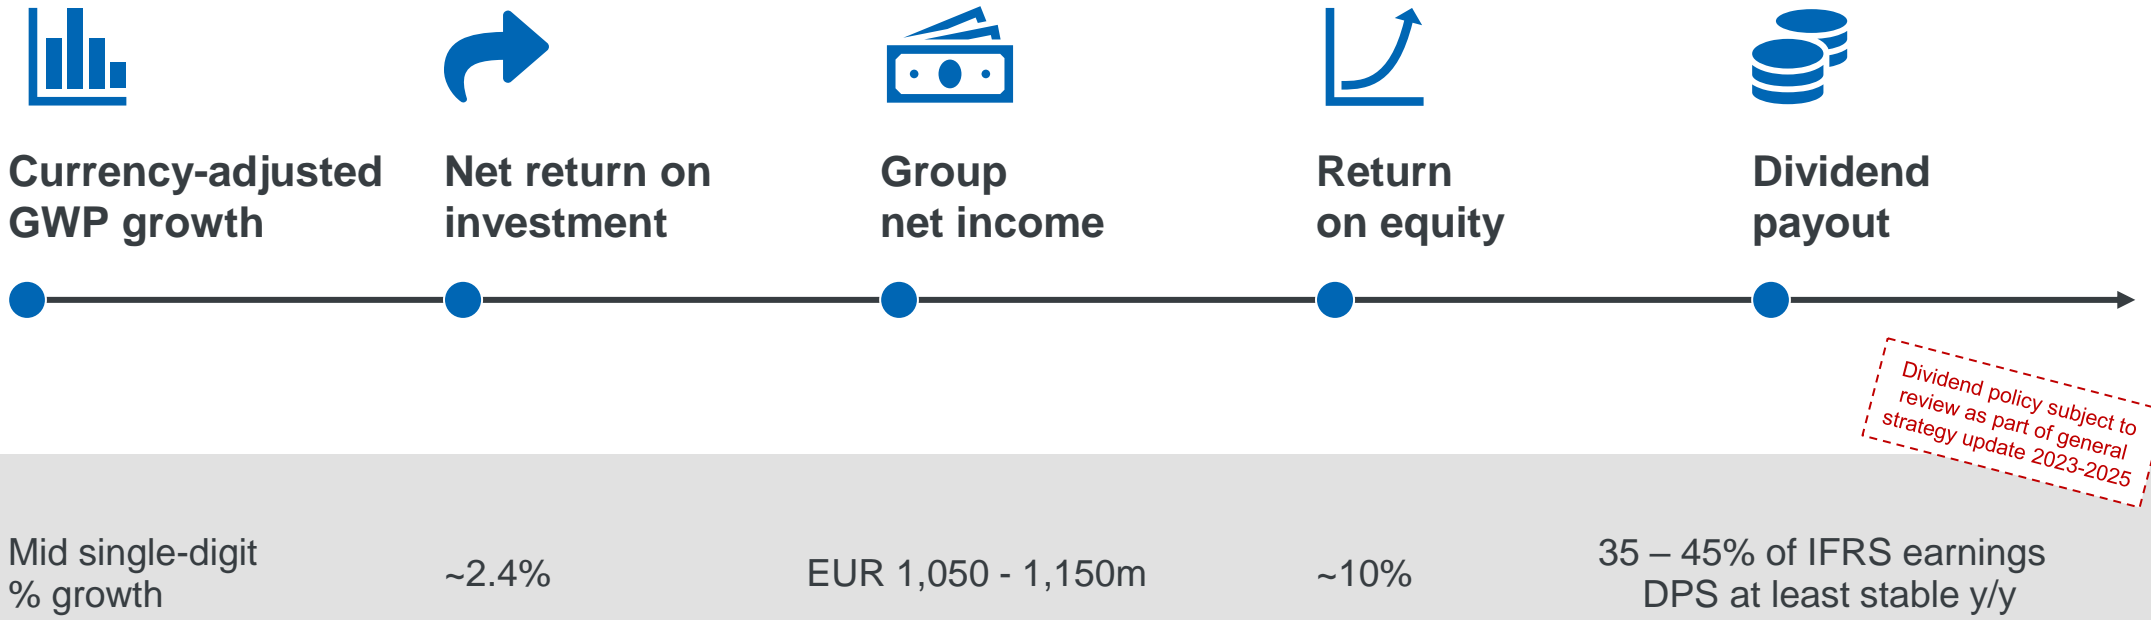 Currency-adjusted
GWP growth
Net return on
investment
Group
net income
Return
on equity
Dividend
payout
Dividend policy subject to
review as part of general
strategy update 2023-2025
Mid single-digit
% growth
~2.4%
EUR 1,050 - 1,150m
~10%
35 – 45% of IFRS earnings
DPS at least stable y/y